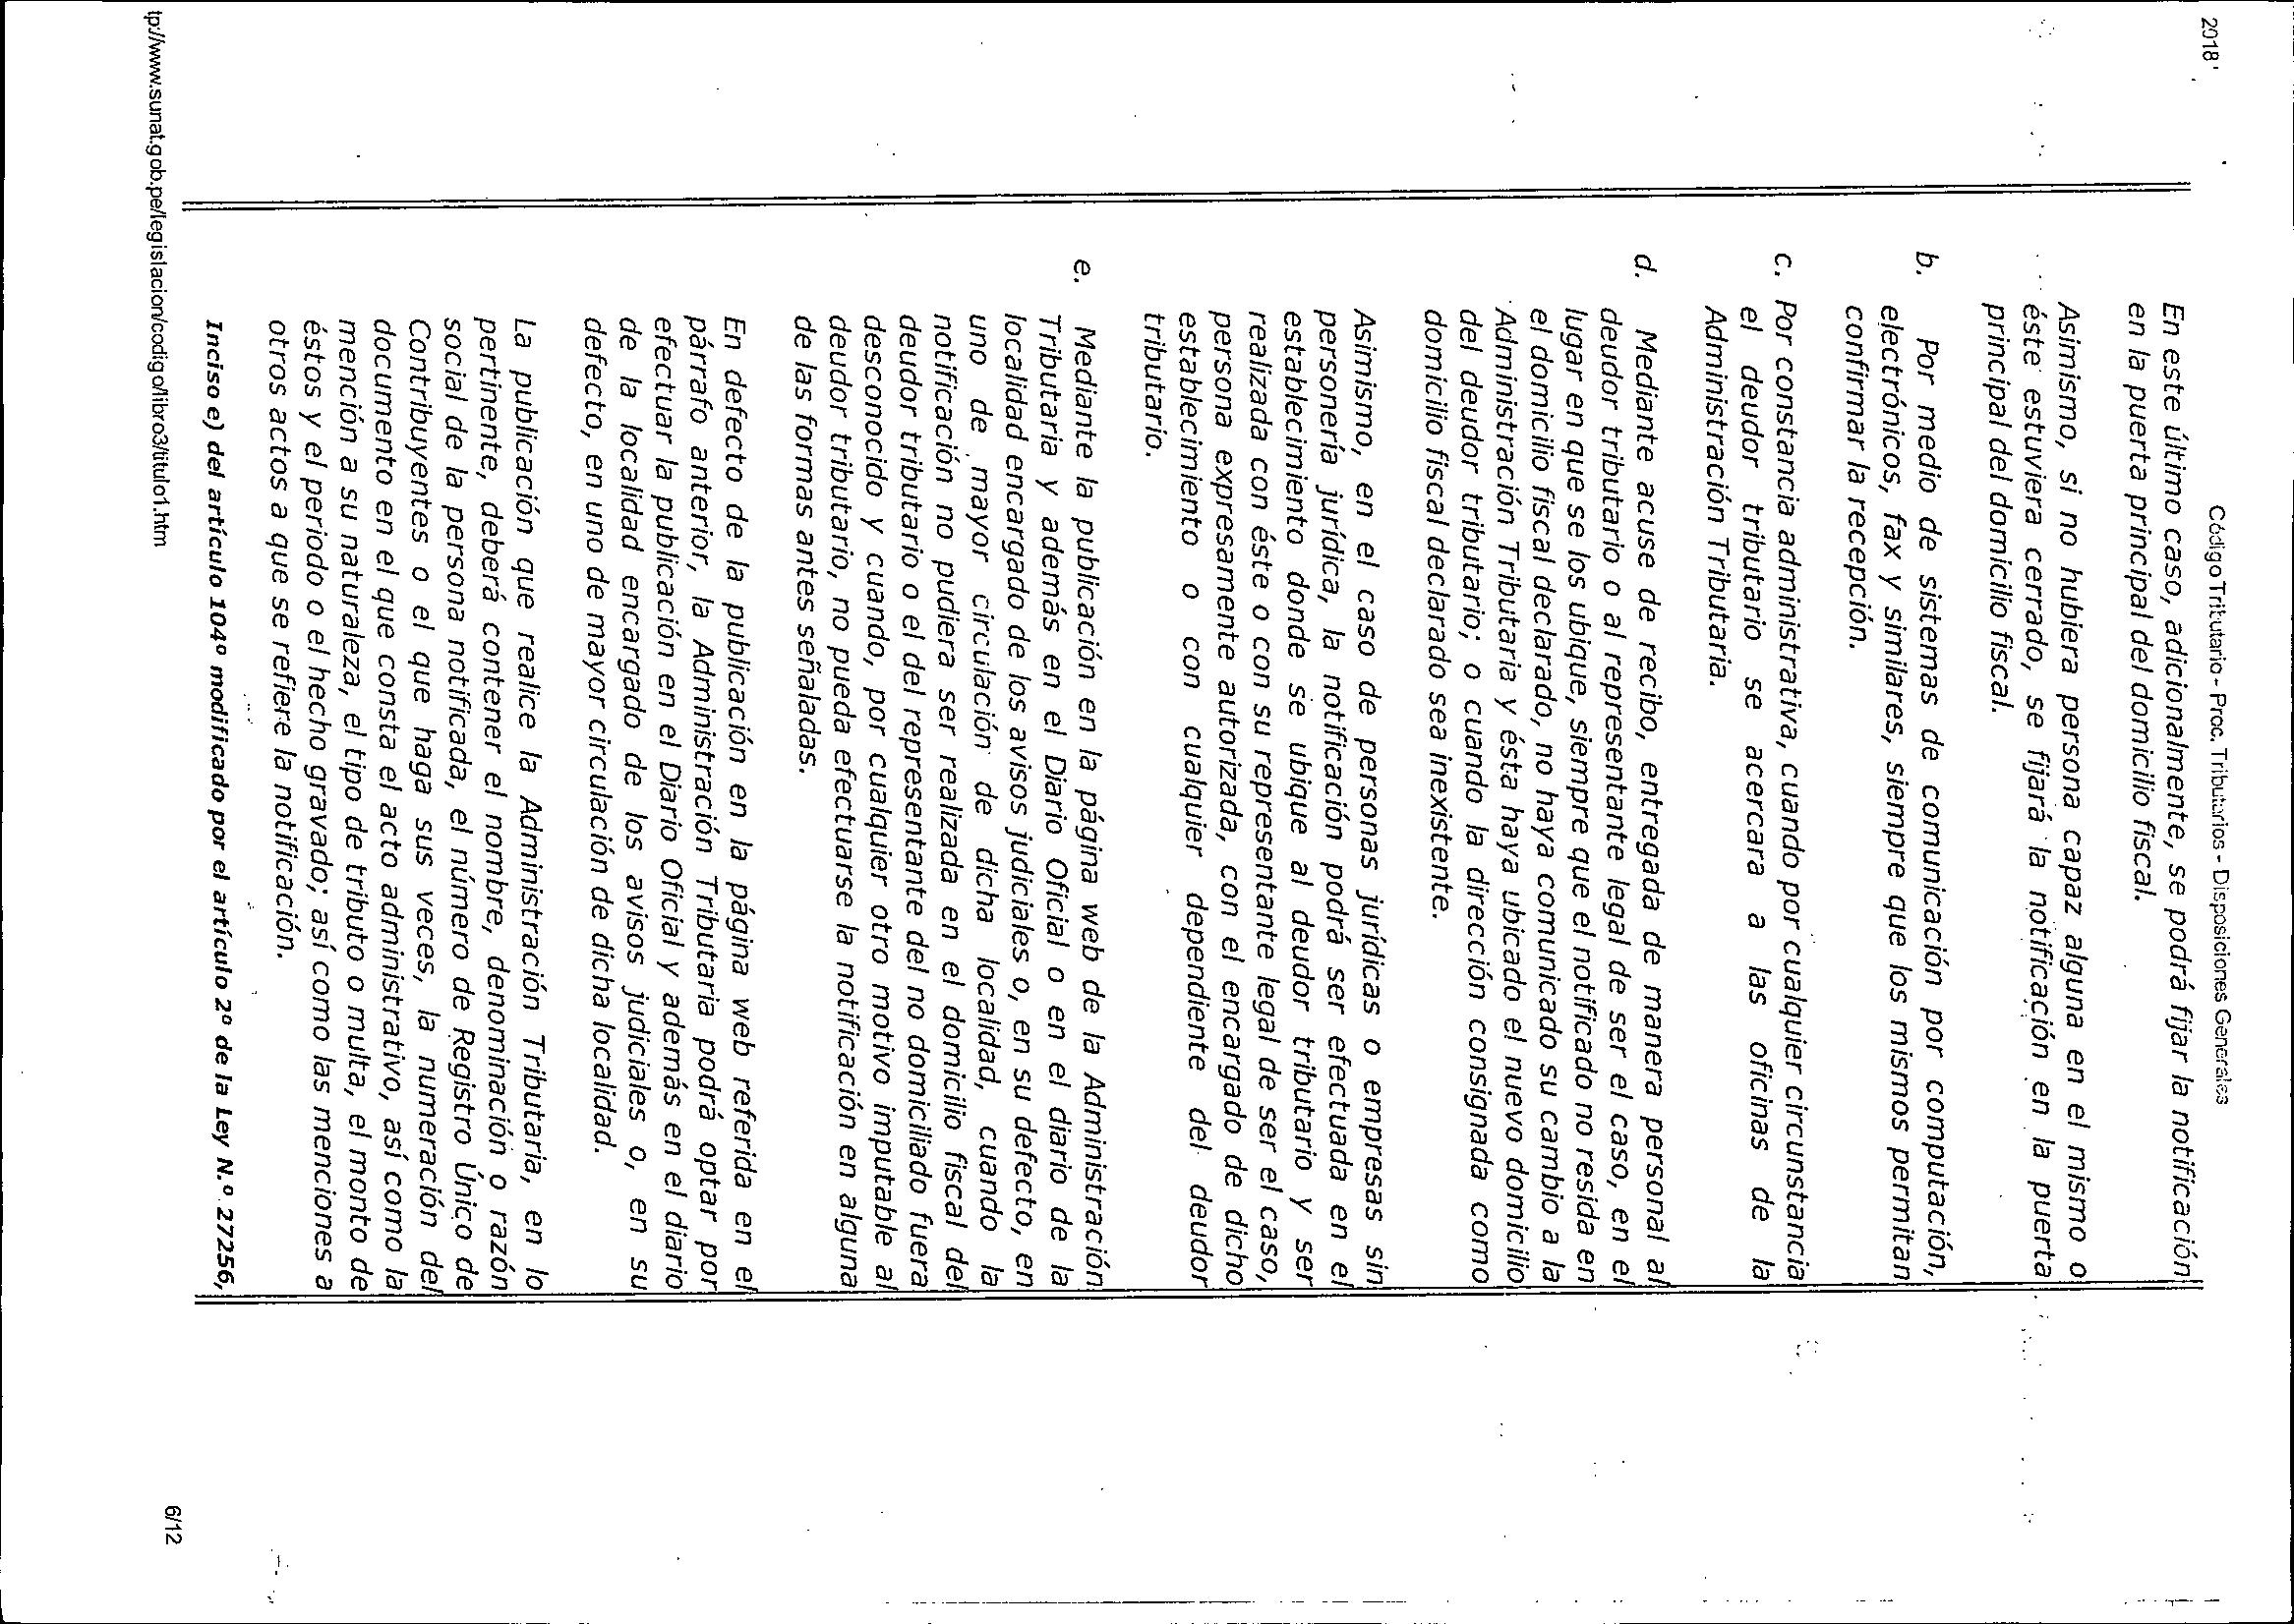 2018
Código Tributario - Proc. Tributarios - Disposiciones Generales
En este último caso, adicionalmente, se podrá fijar la notificación
en la puerta principal del domicilio fiscal.
Asimismo, si no hubiera persona capaz alguna en el mismo o
éste estuviera cerrado, se fijará la notificación en la puerta
principal del domicilio fiscal.
b. Por medio de sistemas de comunicación por computación,
electrónicos, fax y similares, siempre que los mismos permitan
confirmar la recepción.
c. Por constancia administrativa, cuando por cualquier circunstancia
el deudor tributario se acercara a las oficinas de la
Administración Tributaria.
d. Mediante acuse de recibo, entregada de manera personal al
deudor tributario o al representante legal de ser el caso, en el
lugar en que se los ubique, siempre que el notificado no resida en
el domicilio fiscal declarado, no haya comunicado su cambio a la
Administración Tributaria y ésta haya ubicado el nuevo domicilio
del deudor tributario; o cuando la dirección consignada como
domicilio fiscal declarado sea inexistente.
Asimismo, en el caso de personas jurídicas o empresas sin
personería jurídica, la notificación podrá ser efectuada en el
establecimiento donde se ubique al deudor tributario y ser
realizada con éste o con su representante legal de ser el caso,
persona expresamente autorizada, con el encargado de dicho
establecimiento o con cualquier dependiente del deudor
tributario.
e. Mediante la publicación en la página web de la Administración
Tributaria y además en el Diario Oficial o en el diario de la
localidad encargado de los avisos judiciales o, en su defecto, en
uno de mayor circulación de dicha localidad, cuando la
notificación no pudiera ser realizada en el domicilio fiscal del
deudor tributario o el del representante del no domiciliado fuera
desconocido y cuando, por cualquier otro motivo imputable al
deudor tributario, no pueda efectuarse la notificación en alguna
de las formas antes señaladas.
En defecto de la publicación en la página web referida en el
párrafo anterior, la Administración Tributaria podrá optar por
efectuar la publicación en el Diario Oficial y además en el diario
de la localidad encargado de los avisos judiciales o, en su
defecto, en uno de mayor circulación de dicha localidad.
La publicación que realice la Administración Tributaria, en lo
pertinente, deberá contener el nombre, denominación o razón
social de la persona notificada, el número de Registro Único de
Contribuyentes o el que haga sus veces, la numeración del
documento en el que consta el acto administrativo, así como la
mención a su naturaleza, el tipo de tributo o multa, el monto de
éstos y el periodo o el hecho gravado; así como las menciones a
otros actos a que se refiere la notificación.
Inciso e) del artículo 104º modificado por el artículo 2º de la Ley N.º 27256,
tp://www.sunat.gob.pe/legislacion/codigo/libro3/titulo1.htm
6/12